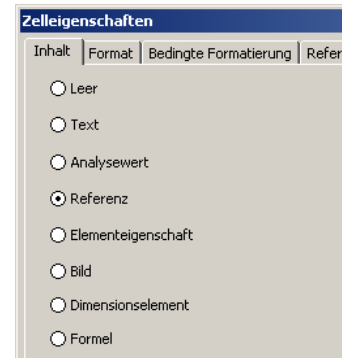 Zelleigenschaften
Inhalt Format Bedingte Formatierung Refer
Leer
Text
Analysewert
Referenz
Elementeigenschaft
Bild
Dimensionselement
Formel